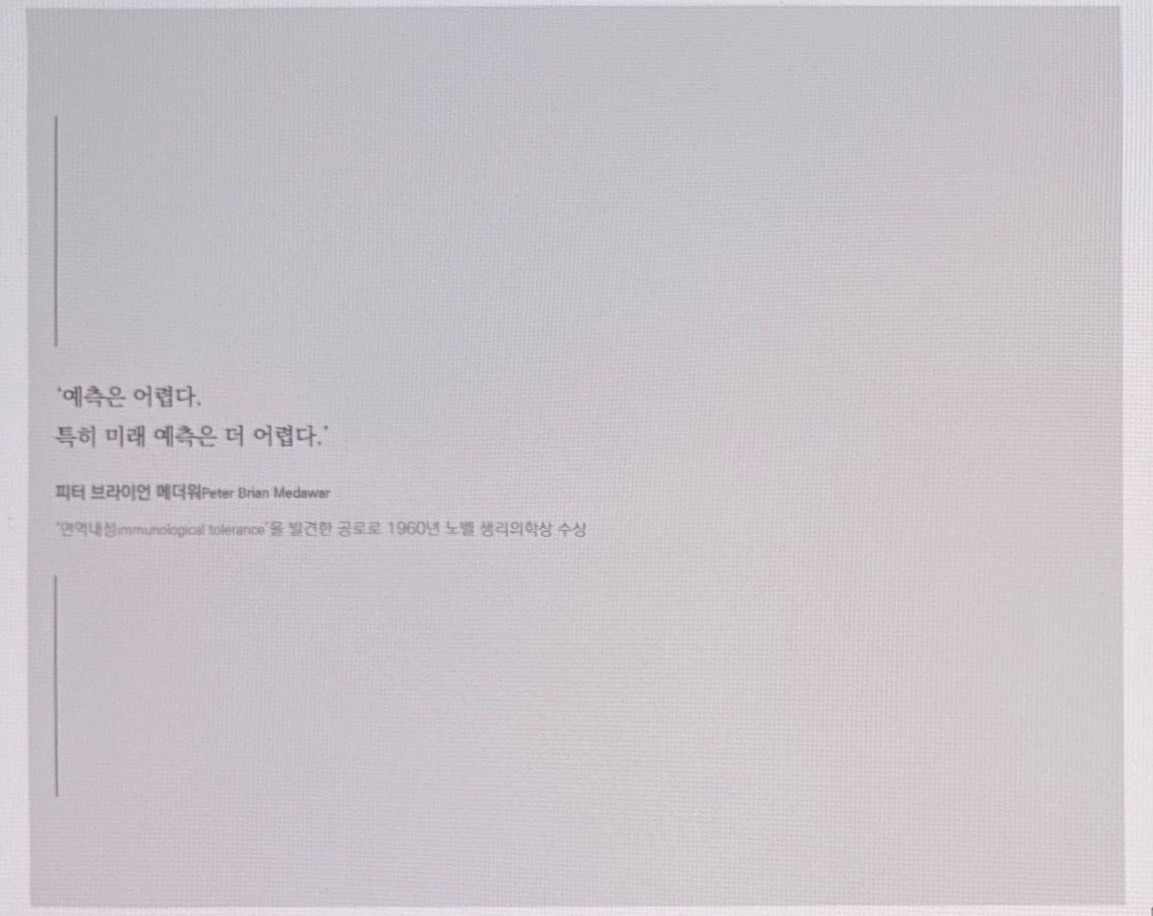 ‘예측은 어렵다.
특히 미래 예측은 더 어렵다.’
피터 브라이언 메더워Peter Brian Medawar
‘면역내성immunological tolerance’을 발견한 공로로 1960년 노벨 생리의학상 수상